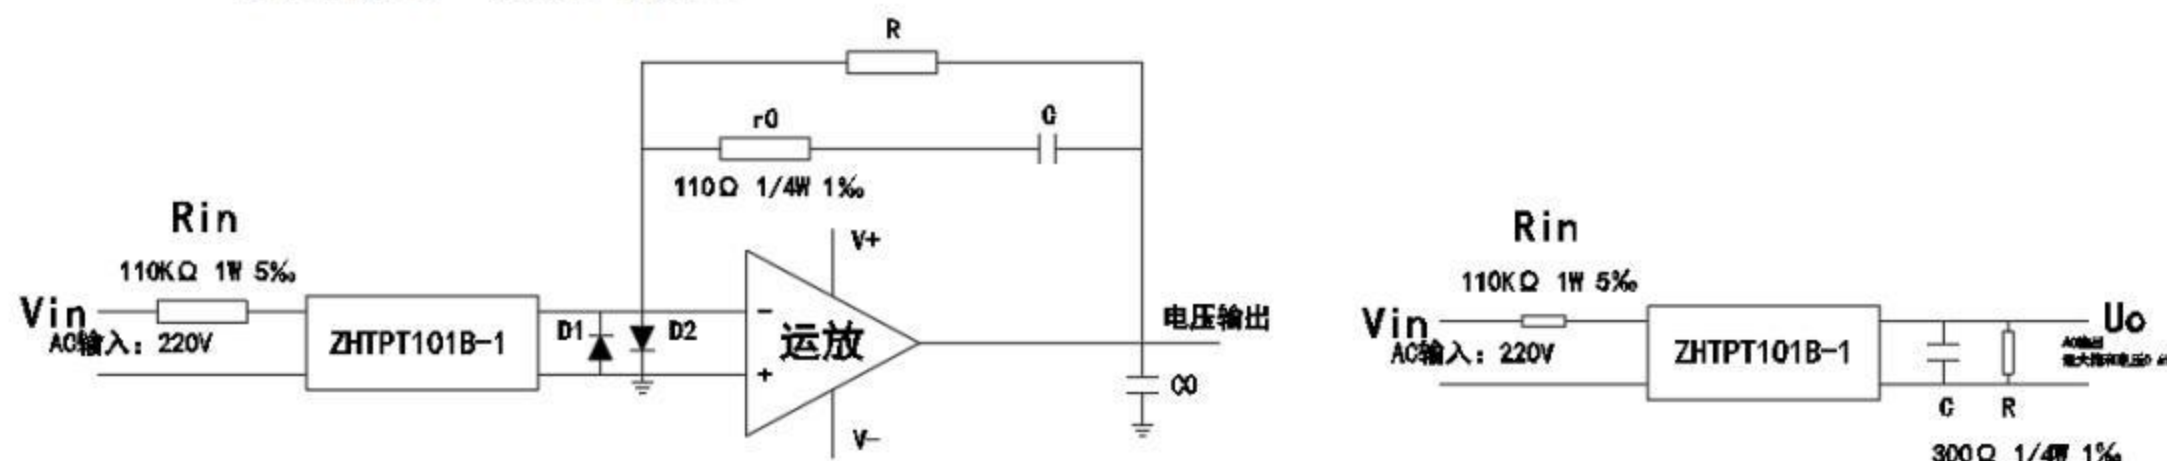 R
r0
C
110Ω 1/4W 1‰
Rin
110KΩ 1W 5‰
Vin
AC输入：220V
ZHTPT101B-1
D1
D2
V+
−
运放
+
V−
电压输出
C0
Rin
110KΩ 1W 5‰
Vin
AC输入：220V
ZHTPT101B-1
Uo
C
R
300Ω 1/4W 1‰